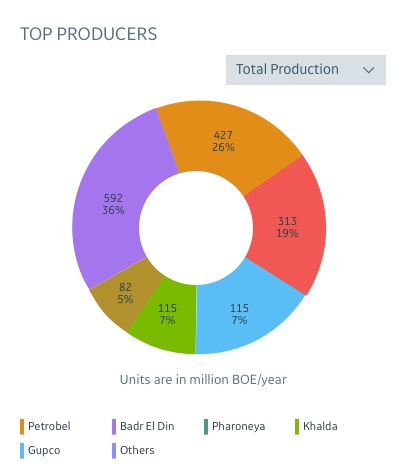 TOP PRODUCERS
Total Production
427
26%
592
36%
313
19%
82
5%
115
7%
115
7%
Units are in million BOE/year
Petrobel
Badr El Din
Pharoneya
Khalda
Gupco
Others